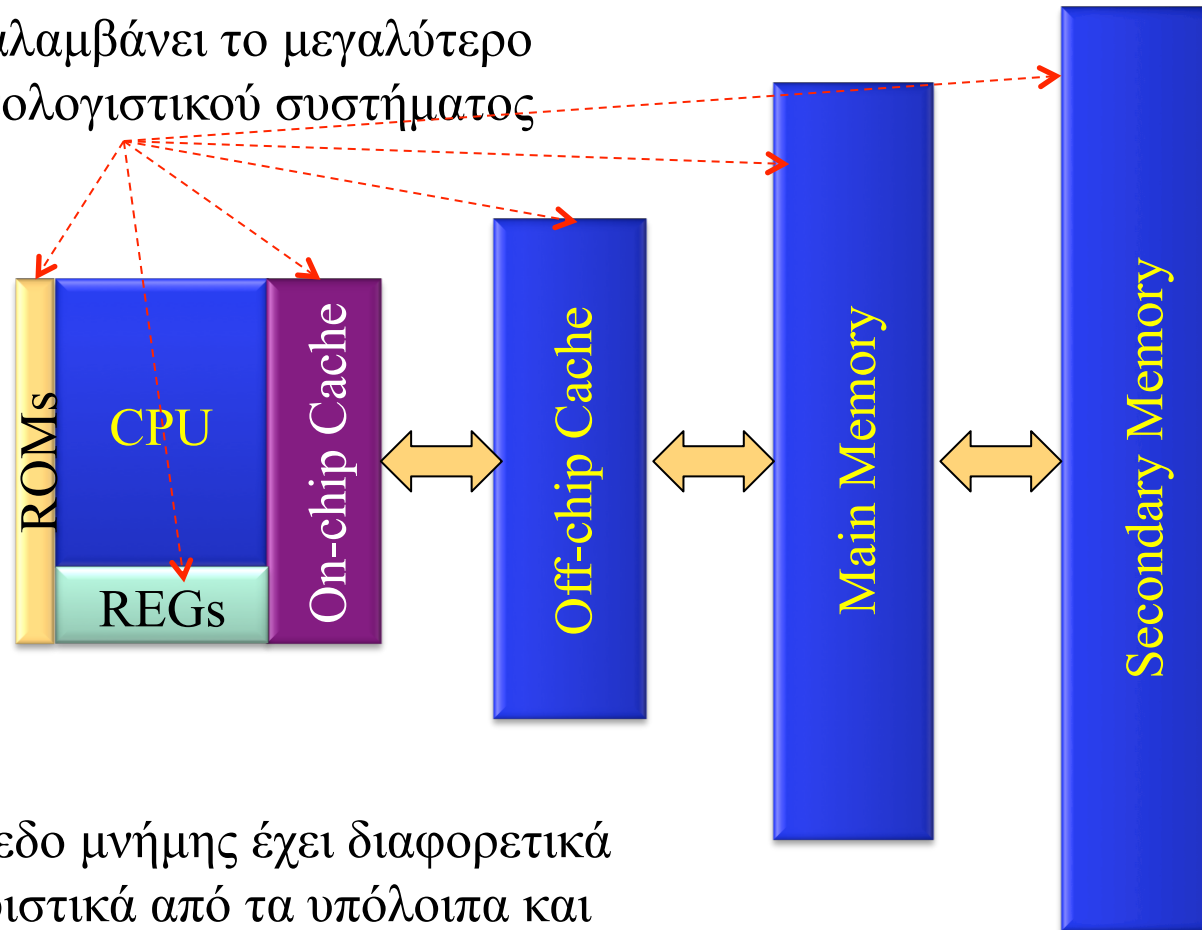 αλαμβάνει το μεγαλύτερο
ολογιστικού συστήματος
ROMs
CPU
REGs
On-chip Cache
Off-chip Cache
Main Memory
Secondary Memory
εδο μνήμης έχει διαφορετικά
ριστικά από τα υπόλοιπα και